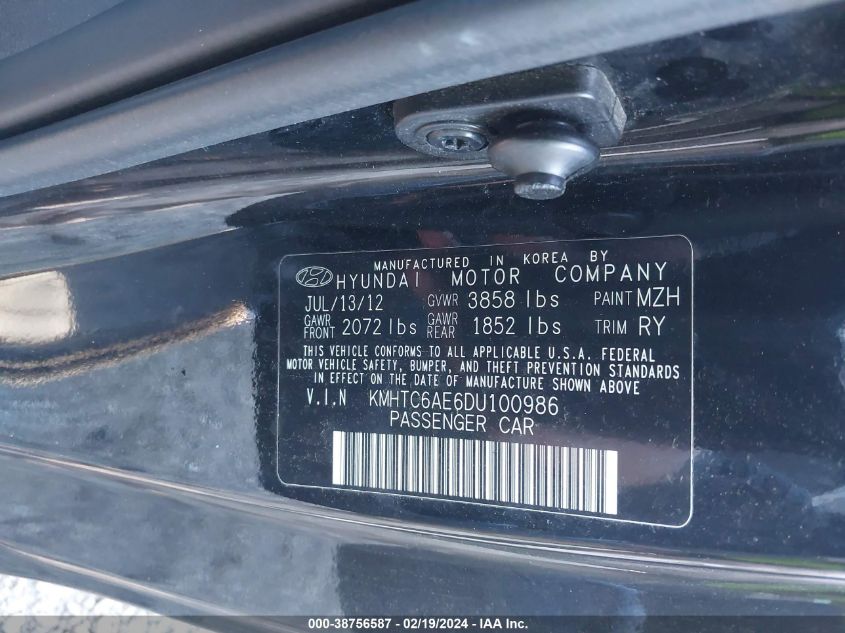 MANUFACTURED IN KOREA BY
HYUNDAI MOTOR COMPANY
JUL/13/12 GVWR 3858 lbs PAINT MZH
GAWR FRONT 2072 lbs GAWR REAR 1852 lbs TRIM RY
THIS VEHICLE CONFORMS TO ALL APPLICABLE U.S.A. FEDERAL
MOTOR VEHICLE SAFETY, BUMPER, AND THEFT PREVENTION STANDARDS
IN EFFECT ON THE DATE OF MANUFACTURE SHOWN ABOVE
V.I.N KMHTC6AE6DU100986
PASSENGER CAR
000-38756587 - 02/19/2024 - IAA, Inc.